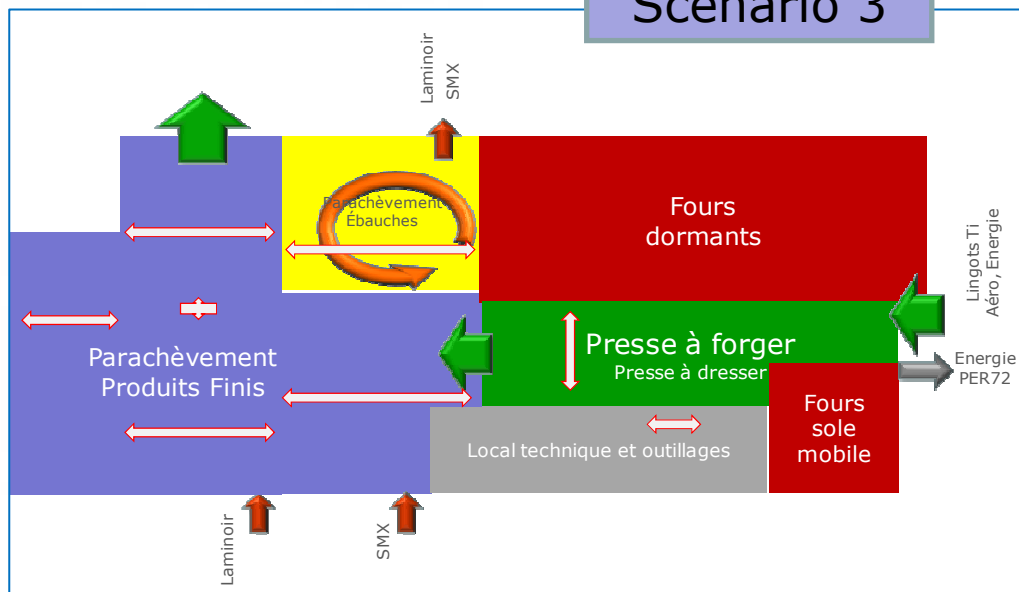 Scénario 3
Laminoir
SMX
Parachèvement
Ébauches
Fours
dormants
Lingots Ti
Aéro, Energie
Parachèvement
Produits Finis
Presse à forger
Presse à dresser
Energie
PER72
Fours
sole
mobile
Local technique et outillages
Laminoir
SMX